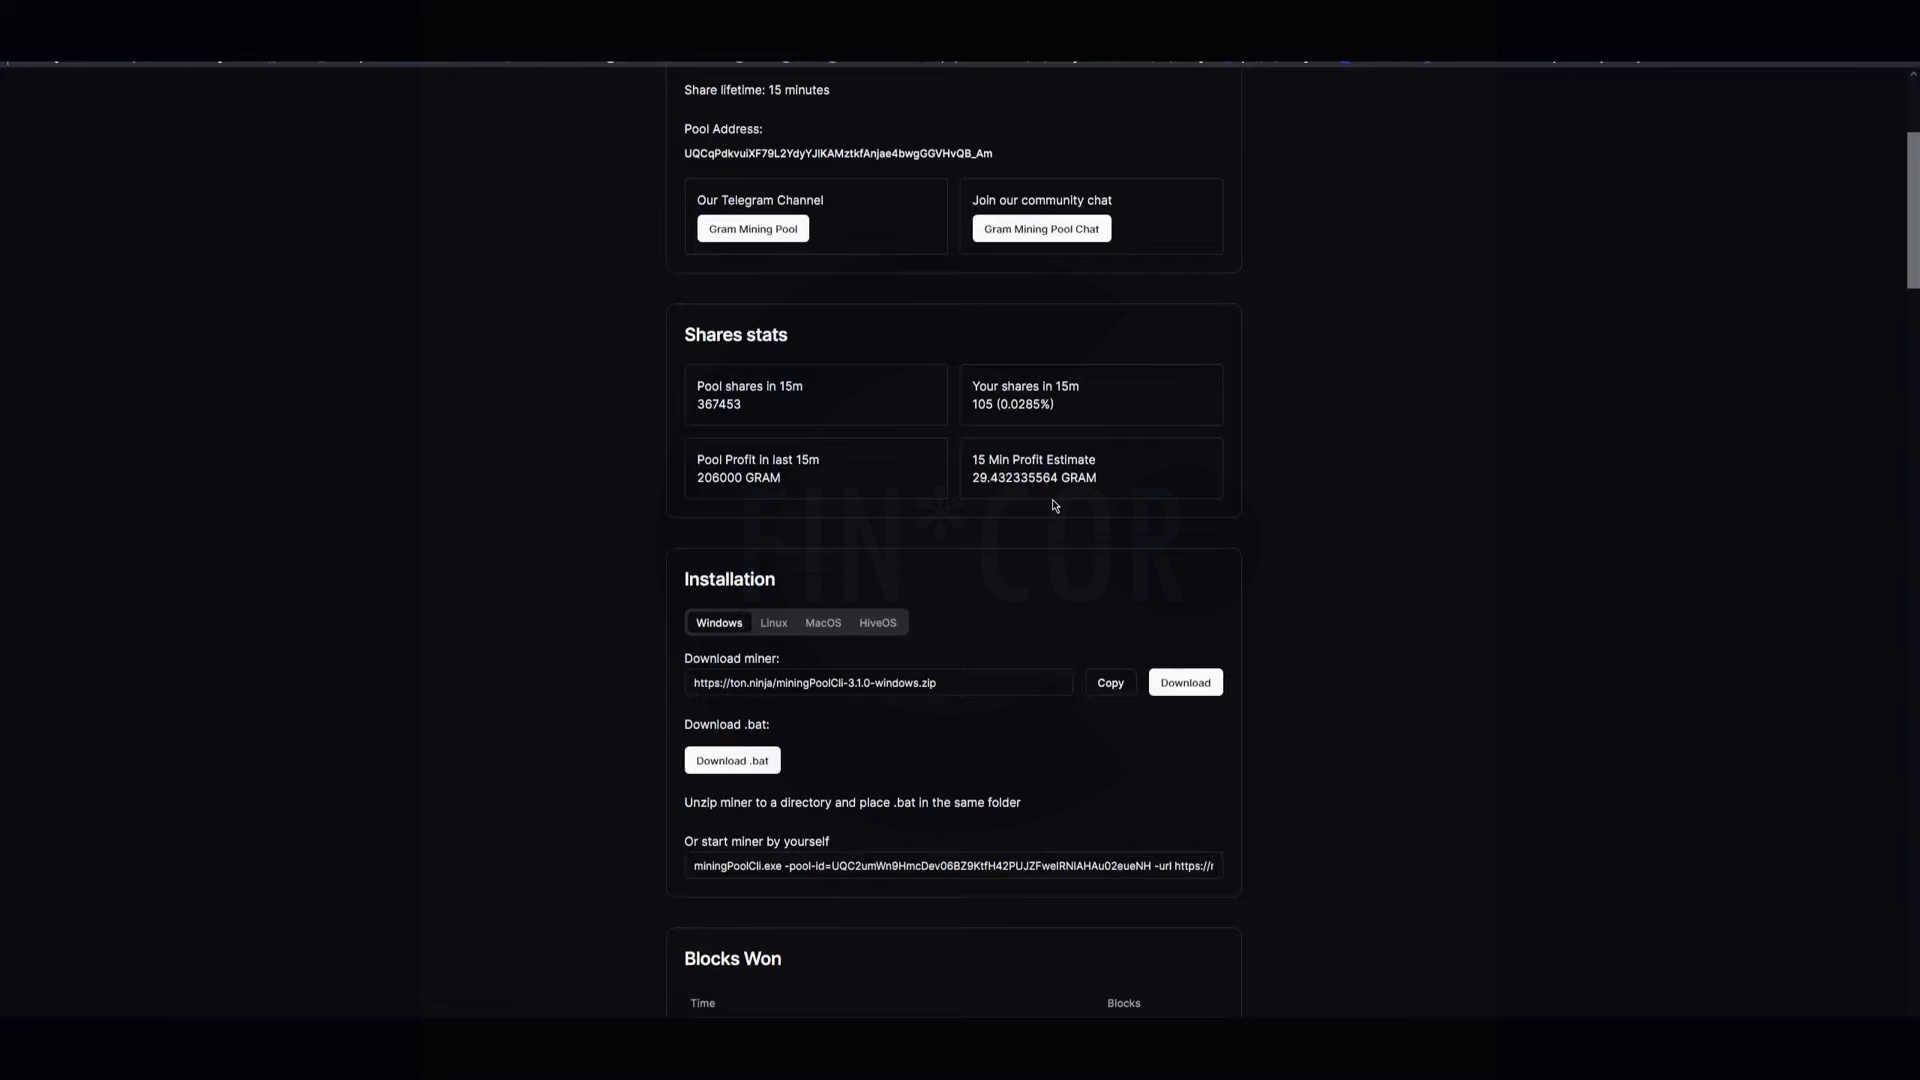 Share lifetime: 15 minutes
Pool Address:
UQCqPdkvuiXF79L2YdyYJlKAMztkfAnjae4bwgGGVHvQB_Am
Our Telegram Channel
Gram Mining Pool
Join our community chat
Gram Mining Pool Chat
Shares stats
Pool shares in 15m
367453
Your shares in 15m
105 (0.0285%)
Pool Profit in last 15m
206000 GRAM
15 Min Profit Estimate
29.432335564 GRAM
FIN*COR
Installation
Windows Linux MacOS HiveOS
Download miner:
https://ton.ninja/miningPoolCli-3.1.0-windows.zip Copy Download
Download .bat:
Download .bat
Unzip miner to a directory and place .bat in the same folder
Or start miner by yourself
miningPoolCli.exe -pool-id=UQC2umWn9HmcDev06BZ9KtfH42PUJZFwelRNlAHAu02eueNH -url https://r
Blocks Won
Time Blocks